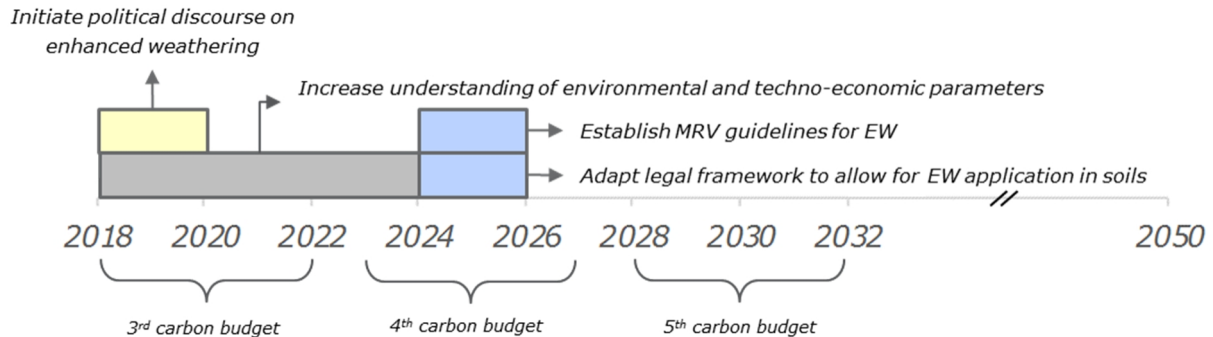 Initiate political discourse on
enhanced weathering
Increase understanding of environmental and techno-economic parameters
Establish MRV guidelines for EW
Adapt legal framework to allow for EW application in soils
2018 2020 2022 2024 2026 2028 2030 2032 2050
3rd carbon budget 4th carbon budget 5th carbon budget